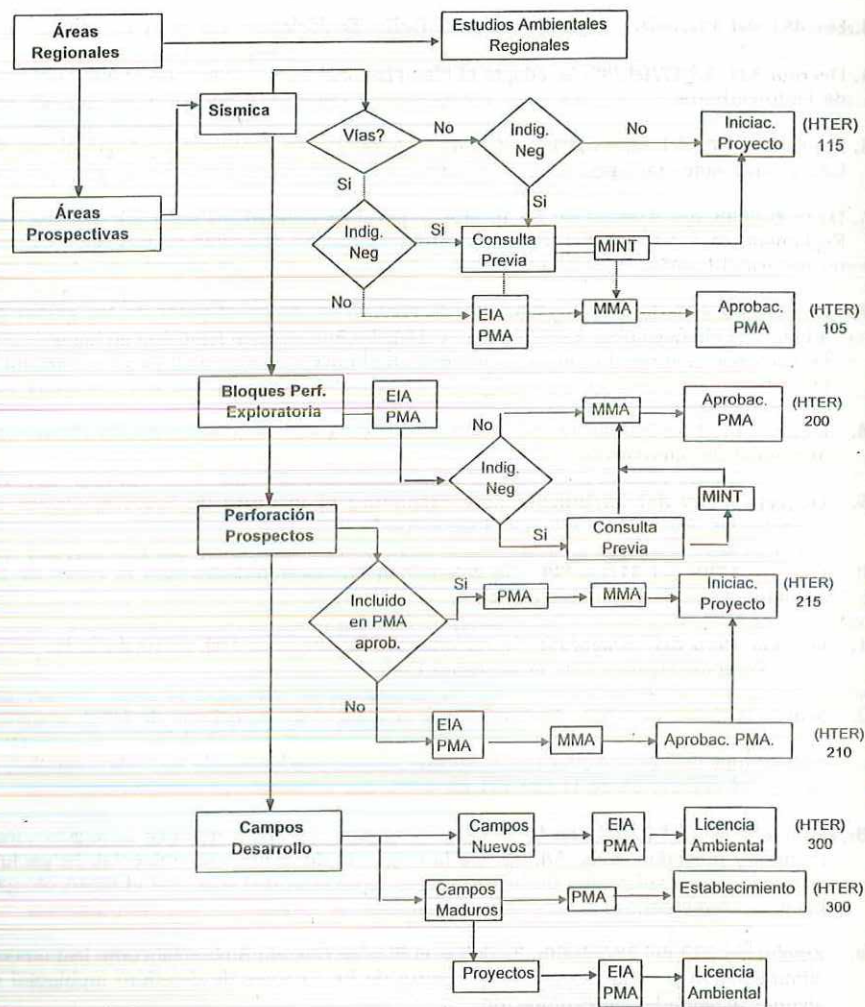 Áreas
Regionales
Estudios Ambientales
Regionales
Sísmica
Vías?
No
Indig.
Neg
No
Iniciac.
Proyecto
(HTER)
115
Si
Si
Áreas
Prospectivas
Indig.
Neg
Si
Consulta
Previa
MINT
No
EIA
PMA
MMA
Aprobac.
PMA
(HTER)
105
Bloques Perf.
Exploratoria
EIA
PMA
No
MMA
Aprobac.
PMA
(HTER)
200
Indig.
Neg
MINT
Perforación
Prospectos
Si
Consulta
Previa
Incluido
en PMA
aprob.
Si
PMA
MMA
Iniciac.
Proyecto
(HTER)
215
No
EIA
PMA
MMA
Aprobac. PMA.
(HTER)
210
Campos
Desarrollo
Campos
Nuevos
EIA
PMA
Licencia
Ambiental
(HTER)
300
Campos
Maduros
PMA
Establecimiento
(HTER)
300
Proyectos
EIA
PMA
Licencia
Ambiental